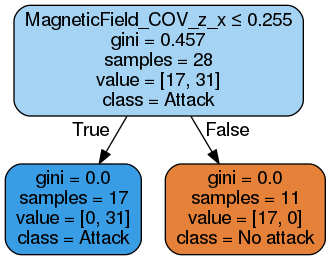 MagneticField_COV_z_x ≤ 0.255
gini = 0.457
samples = 28
value = [17, 31]
class = Attack
True
False
gini = 0.0
samples = 17
value = [0, 31]
class = Attack
gini = 0.0
samples = 11
value = [17, 0]
class = No attack